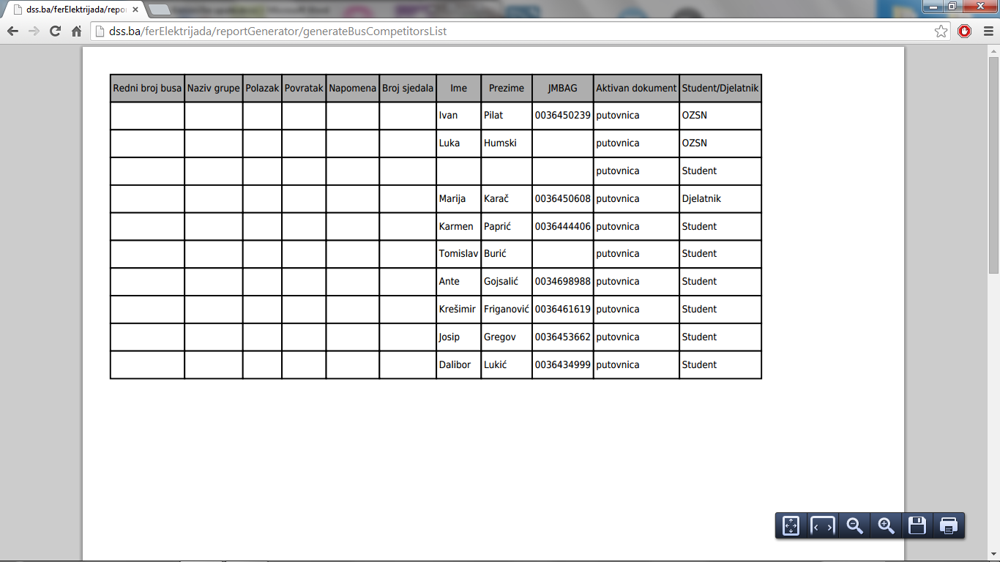 dss.ba/ferElektrijada/repo
dss.ba/ferElektrijada/reportGenerator/generateBusCompetitorsList
Redni broj busa Naziv grupe Polazak Povratak Napomena Broj sjedala Ime Prezime JMBAG Aktivan dokument Student/Djelatnik
Ivan Pilat 0036450239 putovnica OZSN
Luka Humski putovnica OZSN
putovnica Student
Marija Karač 0036450608 putovnica Djelatnik
Karmen Paprić 0036444406 putovnica Student
Tomislav Burić putovnica Student
Ante Gojsalić 0034698988 putovnica Student
Krešimir Friganović 0036461619 putovnica Student
Josip Gregov 0036453662 putovnica Student
Dalibor Lukić 0036434999 putovnica Student